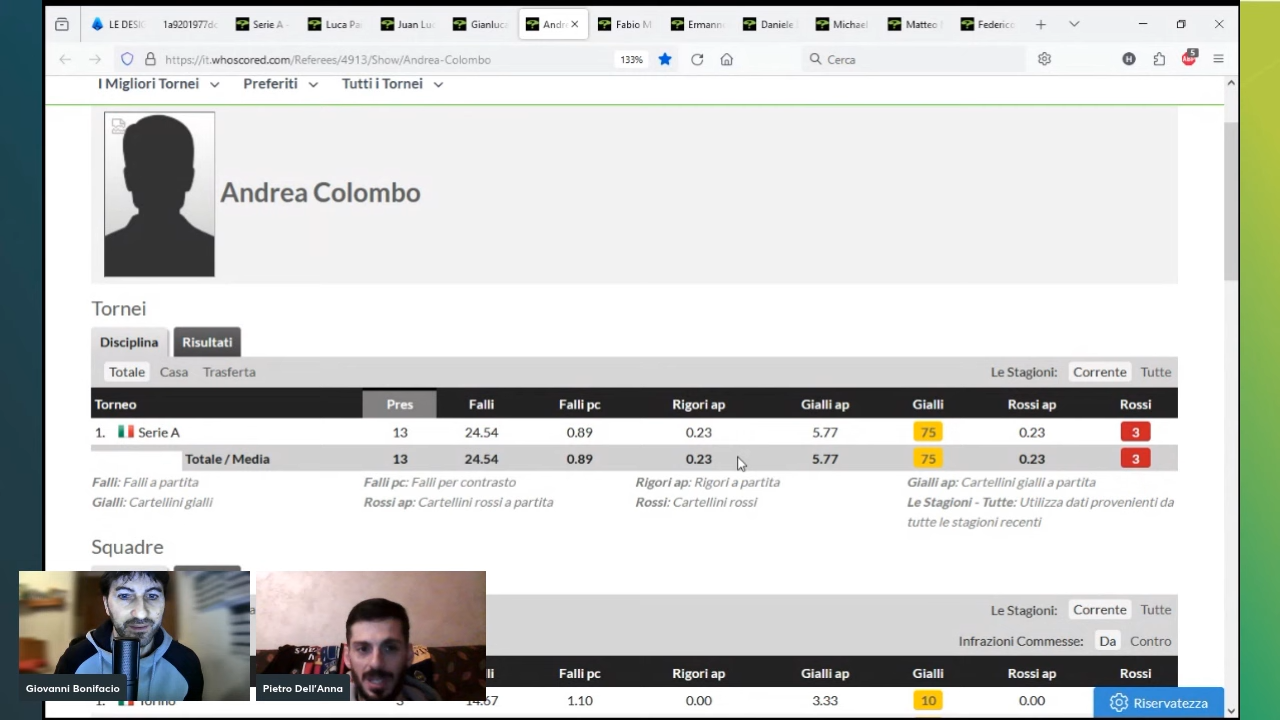 LE DESI
1a9201977dc
Serie A -
Luca Pa
Juan Lu
Gianluca
Andre
Fabio M
Ermanno
Daniele
Michael
Matteo
Federico
https://it.whoscored.com/Referees/4913/Show/Andrea-Colombo
133%
Cerca
H
5
I Migliori Tornei
Preferiti
Tutti i Tornei
Andrea Colombo
Tornei
Disciplina Risultati
Totale Casa Trasferta Le Stagioni: Corrente Tutte
Torneo Pres Falli Falli pc Rigori ap Gialli ap Gialli Rossi ap Rossi
1. Serie A 13 24.54 0.89 0.23 5.77 75 0.23 3
Totale / Media 13 24.54 0.89 0.23 5.77 75 0.23 3
Falli: Falli a partita Falli pc: Falli per contrasto Rigori ap: Rigori a partita Gialli ap: Cartellini gialli a partita
Gialli: Cartellini gialli Rossi ap: Cartellini rossi a partita Rossi: Cartellini rossi Le Stagioni - Tutte: Utilizza dati provenienti da
tutte le stagioni recenti
Squadre
Le Stagioni: Corrente Tutte
Infrazioni Commesse: Da Contro
Falli pc Rigori ap Gialli ap Gialli Rossi ap Rossi
1.10 0.00 3.33 10 0.00
Giovanni Bonifacio
Pietro Dell'Anna
Riservatezza